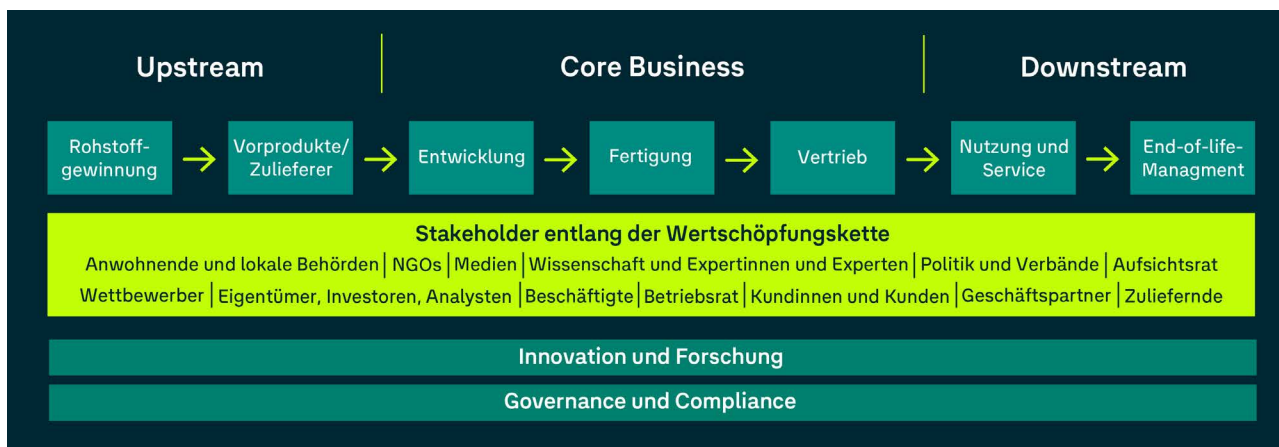 Upstream
Core Business
Downstream
Rohstoff-
gewinnung
Vorprodukte/
Zulieferer
Entwicklung
Fertigung
Vertrieb
Nutzung und
Service
End-of-life-
Managment
Stakeholder entlang der Wertschöpfungskette
Anwohnende und lokale Behörden | NGOs | Medien | Wissenschaft und Expertinnen und Experten | Politik und Verbände | Aufsichtsrat
Wettbewerber | Eigentümer, Investoren, Analysten | Beschäftigte | Betriebsrat | Kundinnen und Kunden | Geschäftspartner | Zuliefernde
Innovation und Forschung
Governance und Compliance